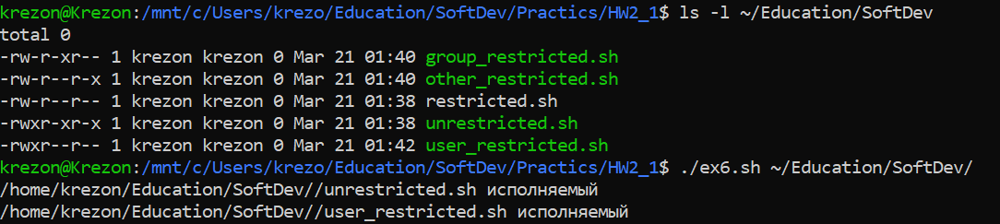 krezon@Krezon:/mnt/c/Users/krezo/Education/SoftDev/Practics/HW2_1$ ls -l ~/Education/SoftDev
total 0
-rw-r-xr-- 1 krezon krezon 0 Mar 21 01:40 group_restricted.sh
-rw-r--r-x 1 krezon krezon 0 Mar 21 01:40 other_restricted.sh
-rw-r--r-- 1 krezon krezon 0 Mar 21 01:38 restricted.sh
-rwxr-xr-x 1 krezon krezon 0 Mar 21 01:38 unrestricted.sh
-rwxr--r-- 1 krezon krezon 0 Mar 21 01:42 user_restricted.sh
krezon@Krezon:/mnt/c/Users/krezo/Education/SoftDev/Practics/HW2_1$ ./ex6.sh ~/Education/SoftDev/
/home/krezon/Education/SoftDev//unrestricted.sh исполняемый
/home/krezon/Education/SoftDev//user_restricted.sh исполняемый